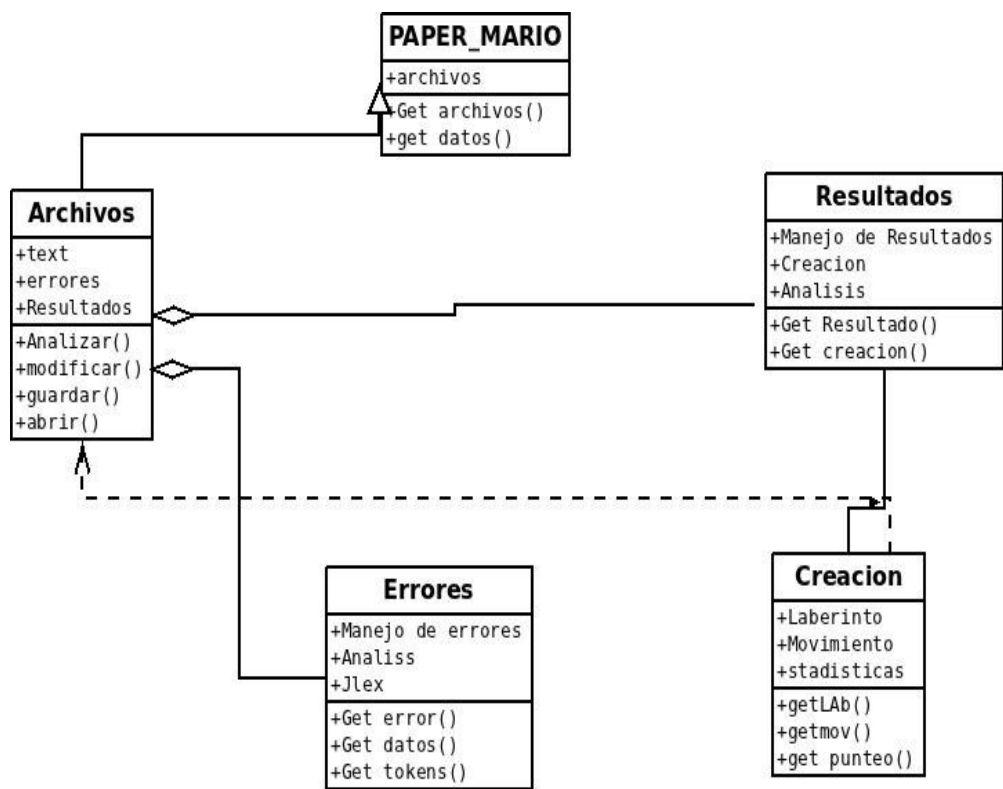 PAPER_MARIO
+archivos
+Get archivos()
+get datos()
Archivos
+text
+errores
+Resultados
+Analizar()
+modificar()
+guardar()
+abrir()
Resultados
+Manejo de Resultados
+Creacion
+Analisis
+Get Resultado()
+Get creacion()
Errores
+Manejo de errores
+Analiss
+Jlex
+Get error()
+Get datos()
+Get tokens()
Creacion
+Laberinto
+Movimiento
+stadisticas
+getLAb()
+getmov()
+get punteo()